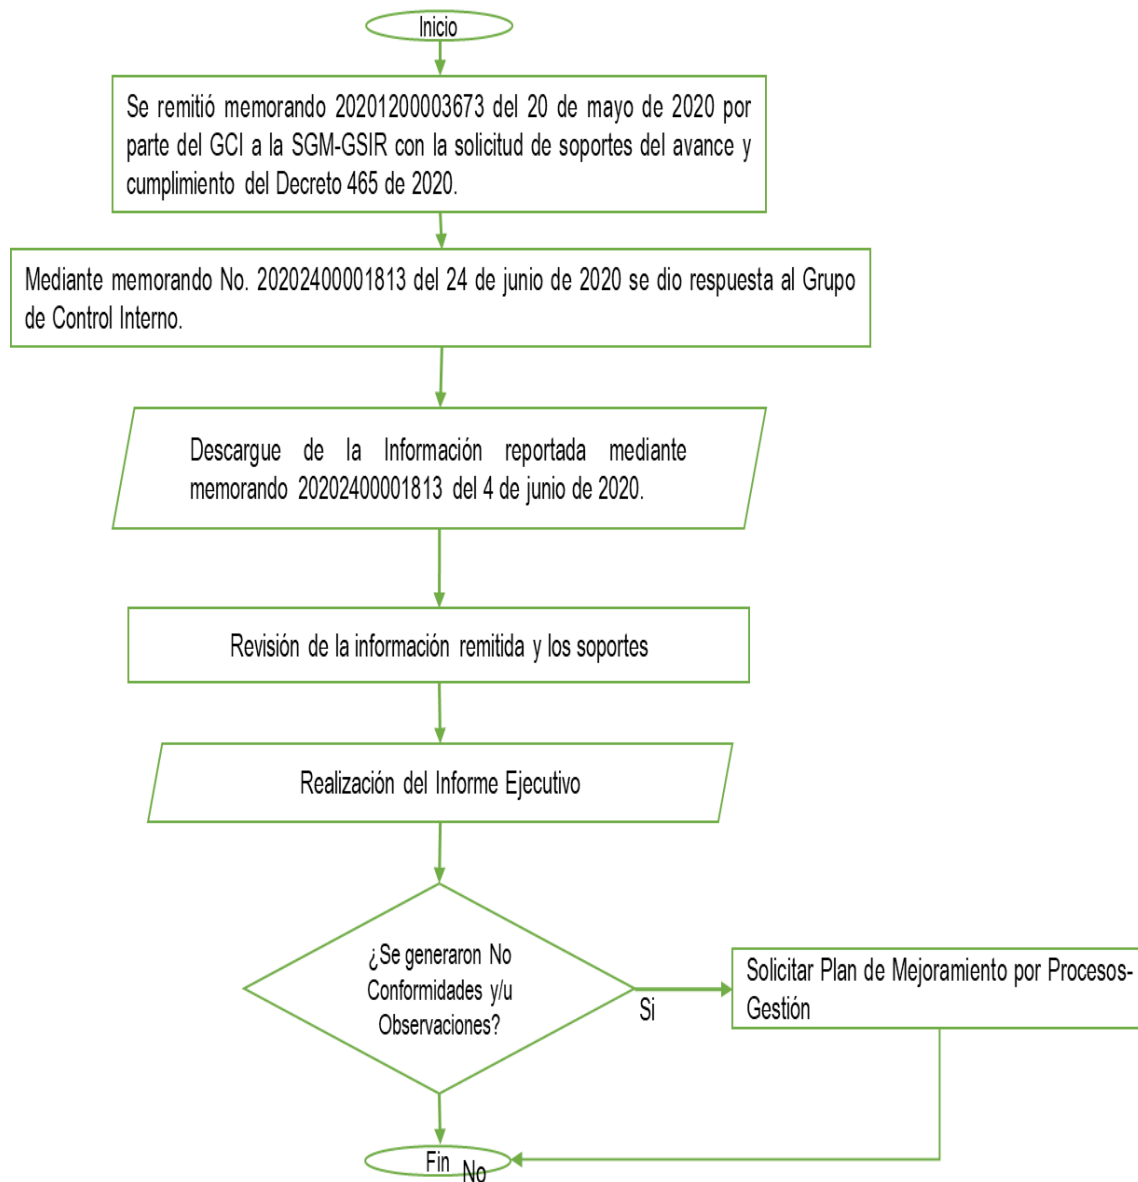 Inicio
Se remitió memorando 20201200003673 del 20 de mayo de 2020 por
parte del GCI a la SGM-GSIR con la solicitud de soportes del avance y
cumplimiento del Decreto 465 de 2020.
Mediante memorando No. 20202400001813 del 24 de junio de 2020 se dio respuesta al Grupo
de Control Interno.
Descargue de la Información reportada mediante
memorando 20202400001813 del 4 de junio de 2020.
Revisión de la información remitida y los soportes
Realización del Informe Ejecutivo
¿Se generaron No
Conformidades y/u
Observaciones?
Si
Solicitar Plan de Mejoramiento por Procesos-
Gestión
Fin
No